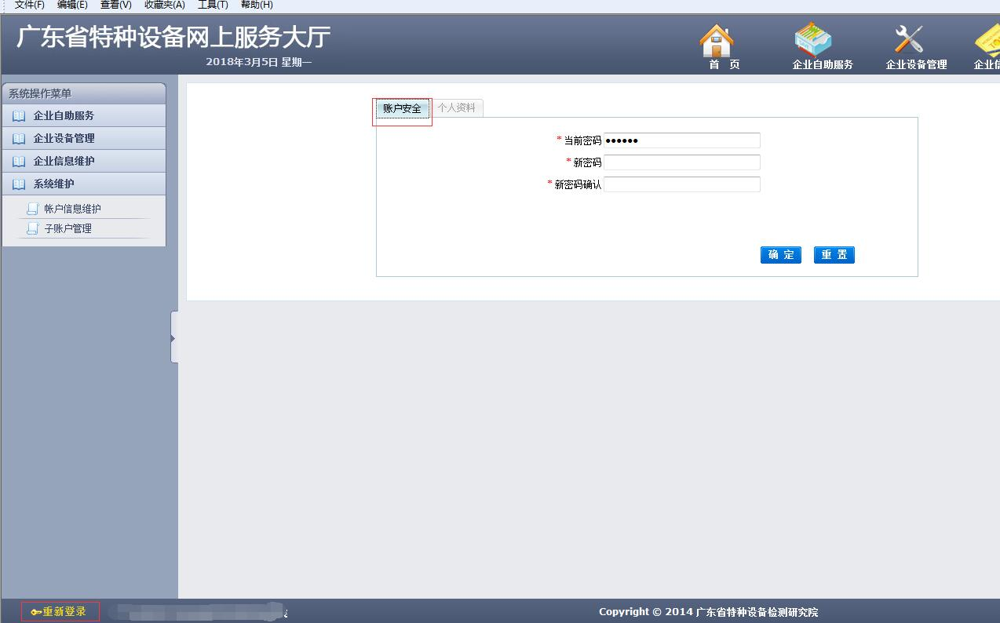 文件(F) 编辑(E) 查看(V) 收藏夹(A) 工具(T) 帮助(H)
广东省特种设备网上服务大厅
2018年3月5日 星期一
首 页 企业自助服务 企业设备管理 企业信
系统操作菜单
企业自助服务
企业设备管理
企业信息维护
系统维护
帐户信息维护
子账户管理
账户安全 个人资料
*当前密码 ●●●●●●
*新密码
*新密码确认
确 定 重 置
重新登录
Copyright © 2014 广东省特种设备检测研究院